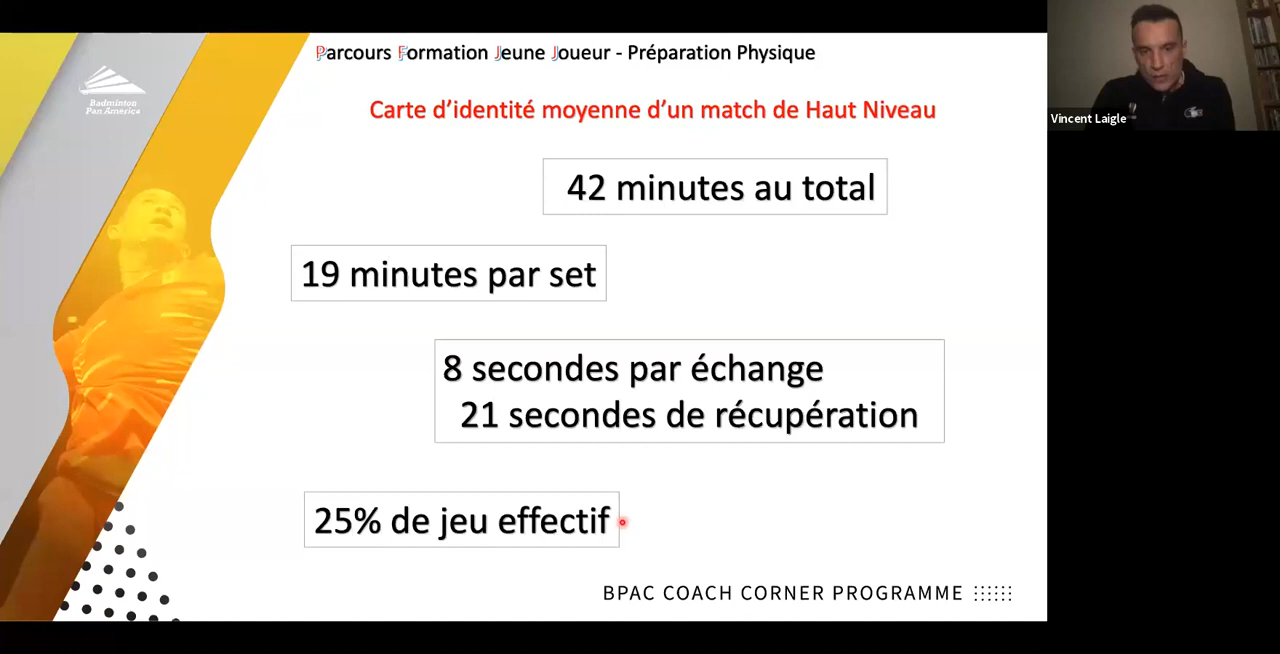 Parcours Formation Jeune Joueur - Préparation Physique
Carte d'identité moyenne d'un match de Haut Niveau
42 minutes au total
19 minutes par set
8 secondes par échange
21 secondes de récupération
25% de jeu effectif
BPAC COACH CORNER PROGRAMME
Badminton
Pan America
Vincent Laigle